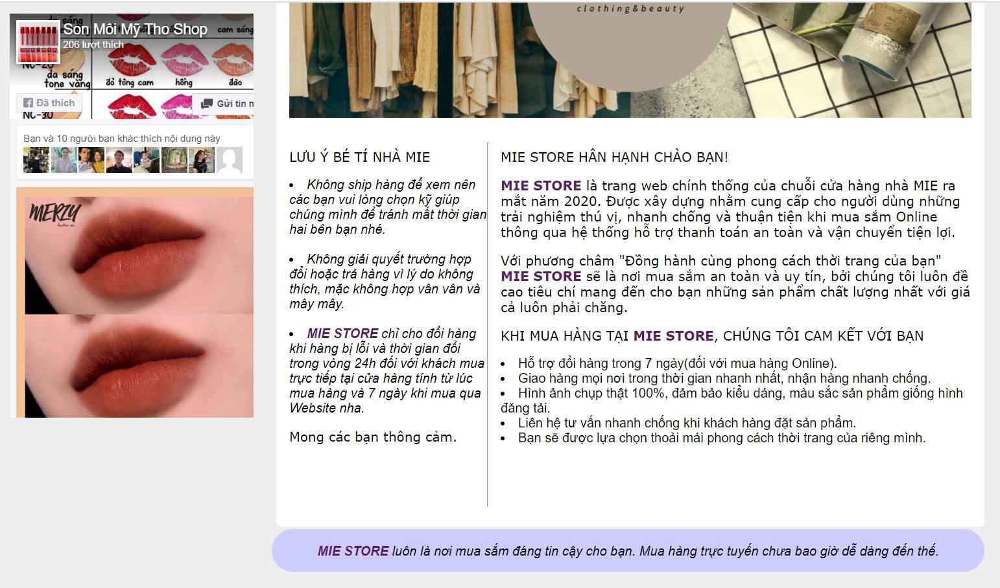 da sáng
cam sáng
Son Môi Mỹ Tho Shop
206 lượt thích
NC-20
da sáng
tone vàng
đỏ tông cam
hồng
đào
Đã thích
Gửi tin n
NC-30
Bạn và 10 người bạn khác thích nội dung này
MERZY
Another me.
clothing&beauty
Coconut Oil
and
LƯU Ý BÉ TÍ NHÀ MIE
• Không ship hàng để xem nên
các bạn vui lòng chọn kỹ giúp
chúng mình để tránh mất thời gian
hai bên bạn nhé.
• Không giải quyết trường hợp
đổi hoặc trả hàng vì lý do không
thích, mặc không hợp vân vân và
mây mây.
• MIE STORE chỉ cho đổi hàng
khi hàng bị lỗi và thời gian đổi
trong vòng 24h đối với khách mua
trực tiếp tại cửa hàng tính từ lúc
mua hàng và 7 ngày khi mua qua
Website nha.
Mong các bạn thông cảm.
MIE STORE HÂN HẠNH CHÀO BẠN!
MIE STORE là trang web chính thống của chuỗi cửa hàng nhà MIE ra
mắt năm 2020. Được xây dựng nhằm cung cấp cho người dùng những
trải nghiệm thú vị, nhanh chống và thuận tiện khi mua sắm Online
thông qua hệ thống hỗ trợ thanh toán an toàn và vận chuyển tiện lợi.
Với phương châm "Đồng hành cùng phong cách thời trang của bạn"
MIE STORE sẽ là nơi mua sắm an toàn và uy tín, bởi chúng tôi luôn đề
cao tiêu chí mang đến cho bạn những sản phẩm chất lượng nhất với giá
cả luôn phải chăng.
KHI MUA HÀNG TẠI MIE STORE, CHÚNG TÔI CAM KẾT VỚI BẠN
• Hỗ trợ đổi hàng trong 7 ngày(đối với mua hàng Online).
• Giao hàng mọi nơi trong thời gian nhanh nhất, nhận hàng nhanh chống.
• Hình ảnh chụp thật 100%, đảm bảo kiểu dáng, màu sắc sản phẩm giống hình
đăng tải.
• Liên hệ tư vấn nhanh chống khi khách hàng đặt sản phẩm.
• Bạn sẽ được lựa chọn thoải mái phong cách thời trang của riêng mình.
MIE STORE luôn là nơi mua sắm đáng tin cậy cho bạn. Mua hàng trực tuyến chưa bao giờ dễ dàng đến thế.